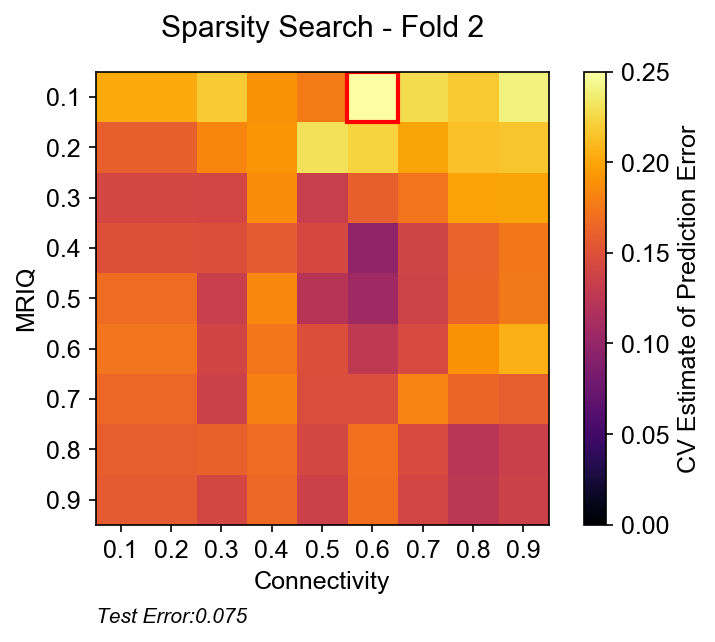 Sparsity Search - Fold 2
MRIQ
0.1
0.2
0.3
0.4
0.5
0.6
0.7
0.8
0.9
0.1 0.2 0.3 0.4 0.5 0.6 0.7 0.8 0.9
Connectivity
Test Error:0.075
0.25
0.20
0.15
0.10
0.05
0.00
CV Estimate of Prediction Error